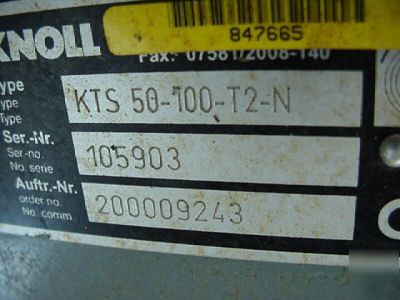 KNOLL
847665
Fax: 07581/2008-140
Type
Type
Type
KTS 50-100-T2-N
Ser.-Nr.
Ser.-no.
No. serie
105903
Auftr.-Nr.
order no.
No. comm.
200009243